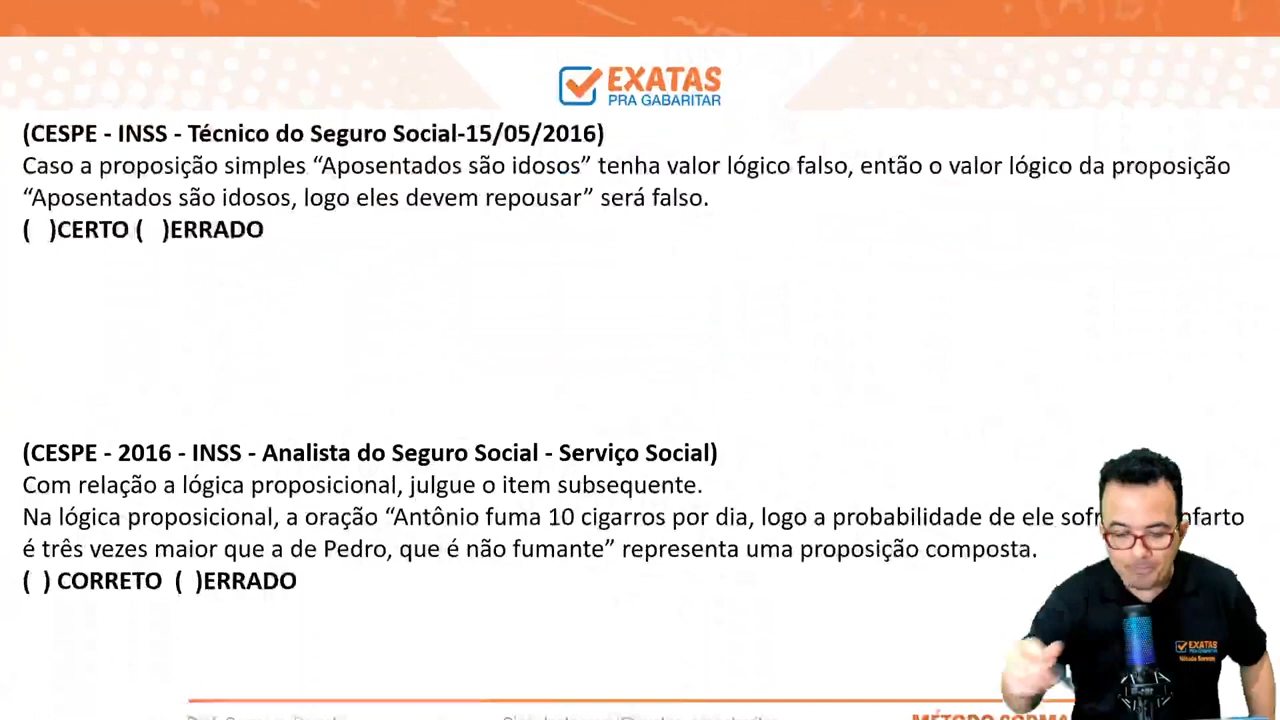 EXATAS
PRA GABARITAR
(CESPE - INSS - Técnico do Seguro Social-15/05/2016)
Caso a proposição simples “Aposentados são idosos” tenha valor lógico falso, então o valor lógico da proposição
“Aposentados são idosos, logo eles devem repousar” será falso.
( )CERTO ( )ERRADO
(CESPE - 2016 - INSS - Analista do Seguro Social - Serviço Social)
Com relação a lógica proposicional, julgue o item subsequente.
Na lógica proposicional, a oração “Antônio fuma 10 cigarros por dia, logo a probabilidade de ele
é três vezes maior que a de Pedro, que é não fumante” representa uma proposição composta.
( ) CORRETO ( )ERRADO
EXATAS
PRA GABARITAR